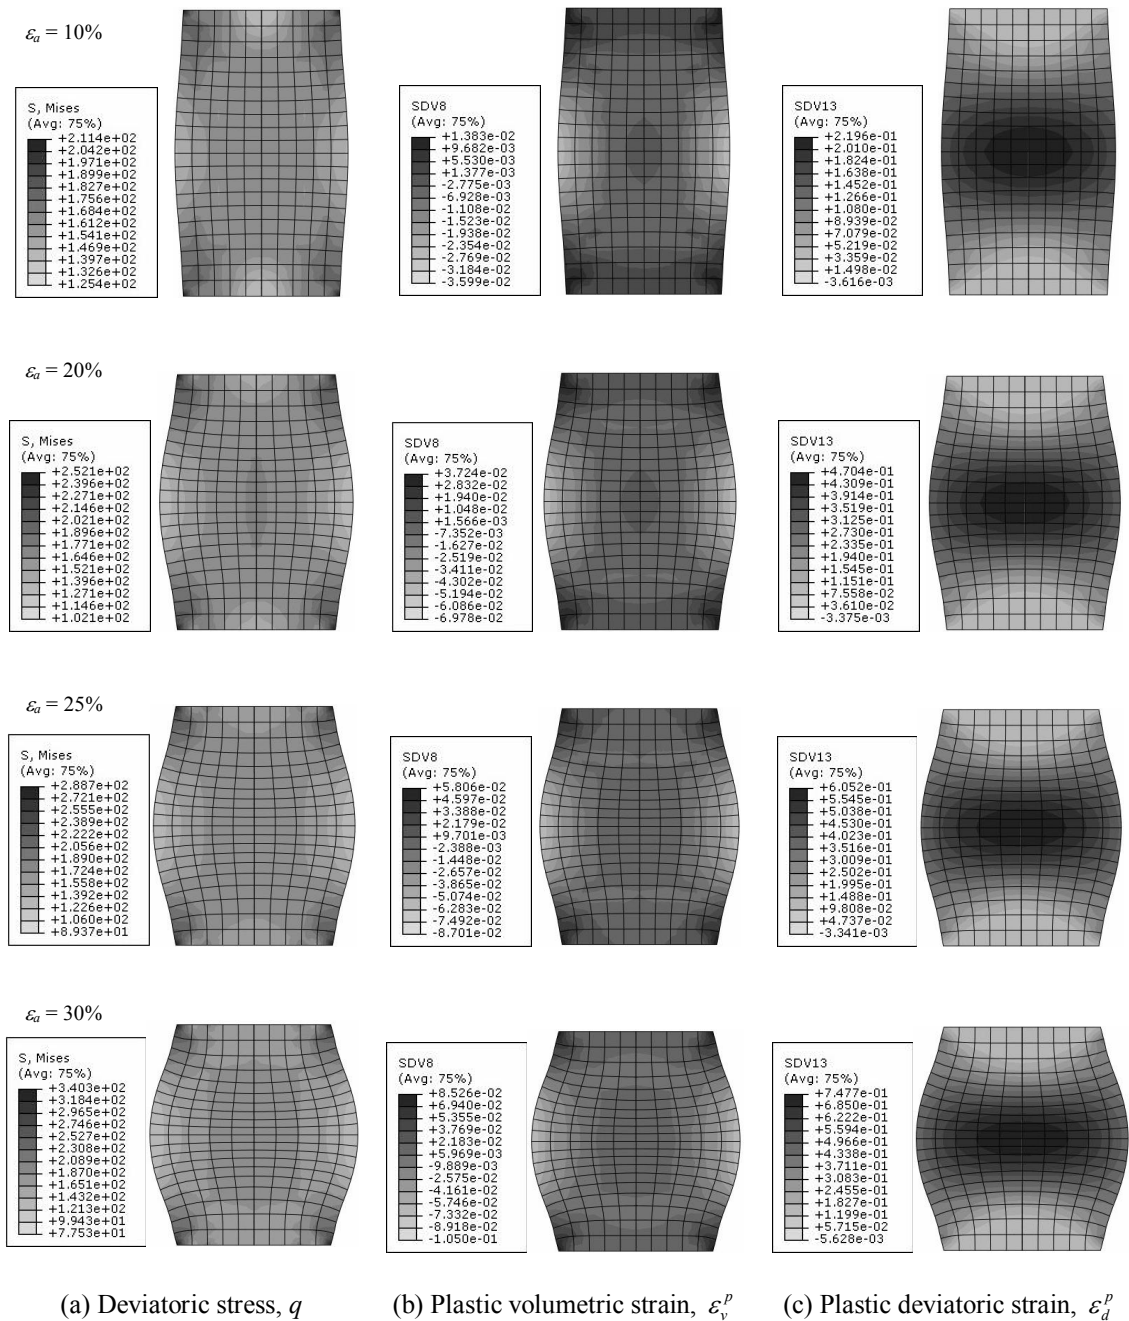 εa = 10%
S, Mises
(Avg: 75%)
+2.114e+02
+2.042e+02
+1.971e+02
+1.899e+02
+1.827e+02
+1.756e+02
+1.684e+02
+1.612e+02
+1.541e+02
+1.469e+02
+1.397e+02
+1.326e+02
+1.254e+02
SDV8
(Avg: 75%)
+1.383e-02
+9.682e-03
+5.530e-03
+1.377e-03
-2.775e-03
-6.928e-03
-1.108e-02
-1.523e-02
-1.938e-02
-2.354e-02
-2.769e-02
-3.184e-02
-3.599e-02
SDV13
(Avg: 75%)
+2.196e-01
+2.010e-01
+1.824e-01
+1.638e-01
+1.452e-01
+1.266e-01
+1.080e-01
+8.939e-02
+7.079e-02
+5.219e-02
+3.359e-02
+1.498e-02
-3.616e-03
εa = 20%
S, Mises
(Avg: 75%)
+2.521e+02
+2.396e+02
+2.271e+02
+2.146e+02
+2.021e+02
+1.896e+02
+1.771e+02
+1.646e+02
+1.521e+02
+1.396e+02
+1.271e+02
+1.146e+02
+1.021e+02
SDV8
(Avg: 75%)
+3.724e-02
+2.832e-02
+1.940e-02
+1.048e-02
+1.566e-03
-7.352e-03
-1.627e-02
-2.519e-02
-3.411e-02
-4.302e-02
-5.194e-02
-6.086e-02
-6.978e-02
SDV13
(Avg: 75%)
+4.704e-01
+4.309e-01
+3.914e-01
+3.519e-01
+3.125e-01
+2.730e-01
+2.335e-01
+1.940e-01
+1.545e-01
+1.151e-01
+7.558e-02
+3.610e-02
-3.375e-03
εa = 25%
S, Mises
(Avg: 75%)
+2.887e+02
+2.721e+02
+2.555e+02
+2.389e+02
+2.222e+02
+2.056e+02
+1.890e+02
+1.724e+02
+1.558e+02
+1.392e+02
+1.226e+02
+1.060e+02
+8.937e+01
SDV8
(Avg: 75%)
+5.806e-02
+4.597e-02
+3.388e-02
+2.179e-02
+9.701e-03
-2.388e-03
-1.448e-02
-2.657e-02
-3.865e-02
-5.074e-02
-6.283e-02
-7.492e-02
-8.701e-02
SDV13
(Avg: 75%)
+6.052e-01
+5.545e-01
+5.038e-01
+4.530e-01
+4.023e-01
+3.516e-01
+3.009e-01
+2.502e-01
+1.995e-01
+1.488e-01
+9.808e-02
+4.737e-02
-3.341e-03
εa = 30%
S, Mises
(Avg: 75%)
+3.403e+02
+3.184e+02
+2.965e+02
+2.746e+02
+2.527e+02
+2.308e+02
+2.089e+02
+1.870e+02
+1.651e+02
+1.432e+02
+1.213e+02
+9.943e+01
+7.753e+01
SDV8
(Avg: 75%)
+8.526e-02
+6.940e-02
+5.355e-02
+3.769e-02
+2.183e-02
+5.969e-03
-9.889e-03
-2.575e-02
-4.161e-02
-5.746e-02
-7.332e-02
-8.918e-02
-1.050e-01
SDV13
(Avg: 75%)
+7.477e-01
+6.850e-01
+6.222e-01
+5.594e-01
+4.966e-01
+4.338e-01
+3.711e-01
+3.083e-01
+2.455e-01
+1.827e-01
+1.199e-01
+5.715e-02
-5.628e-03
(a) Deviatoric stress, q
(b) Plastic volumetric strain, ε_v^p
(c) Plastic deviatoric strain, ε_d^p